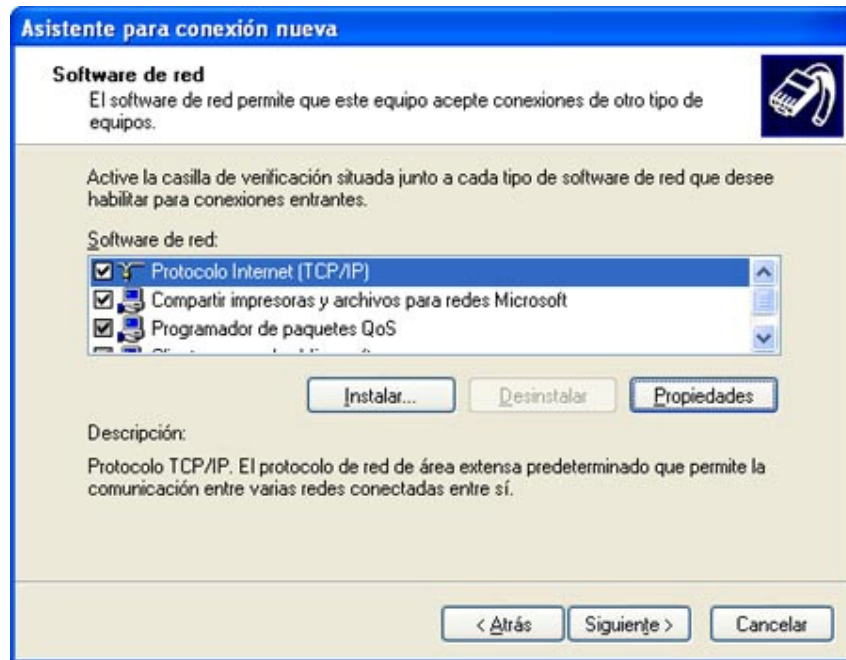 Asistente para conexión nueva
Software de red
El software de red permite que este equipo acepte conexiones de otro tipo de
equipos.
Active la casilla de verificación situada junto a cada tipo de software de red que desee
habilitar para conexiones entrantes.
Software de red:
Protocolo Internet (TCP/IP)
Compartir impresoras y archivos para redes Microsoft
Programador de paquetes QoS
Instalar...
Desinstalar
Propiedades
Descripción:
Protocolo TCP/IP. El protocolo de red de área extensa predeterminado que permite la
comunicación entre varias redes conectadas entre sí.
< Atrás
Siguiente >
Cancelar